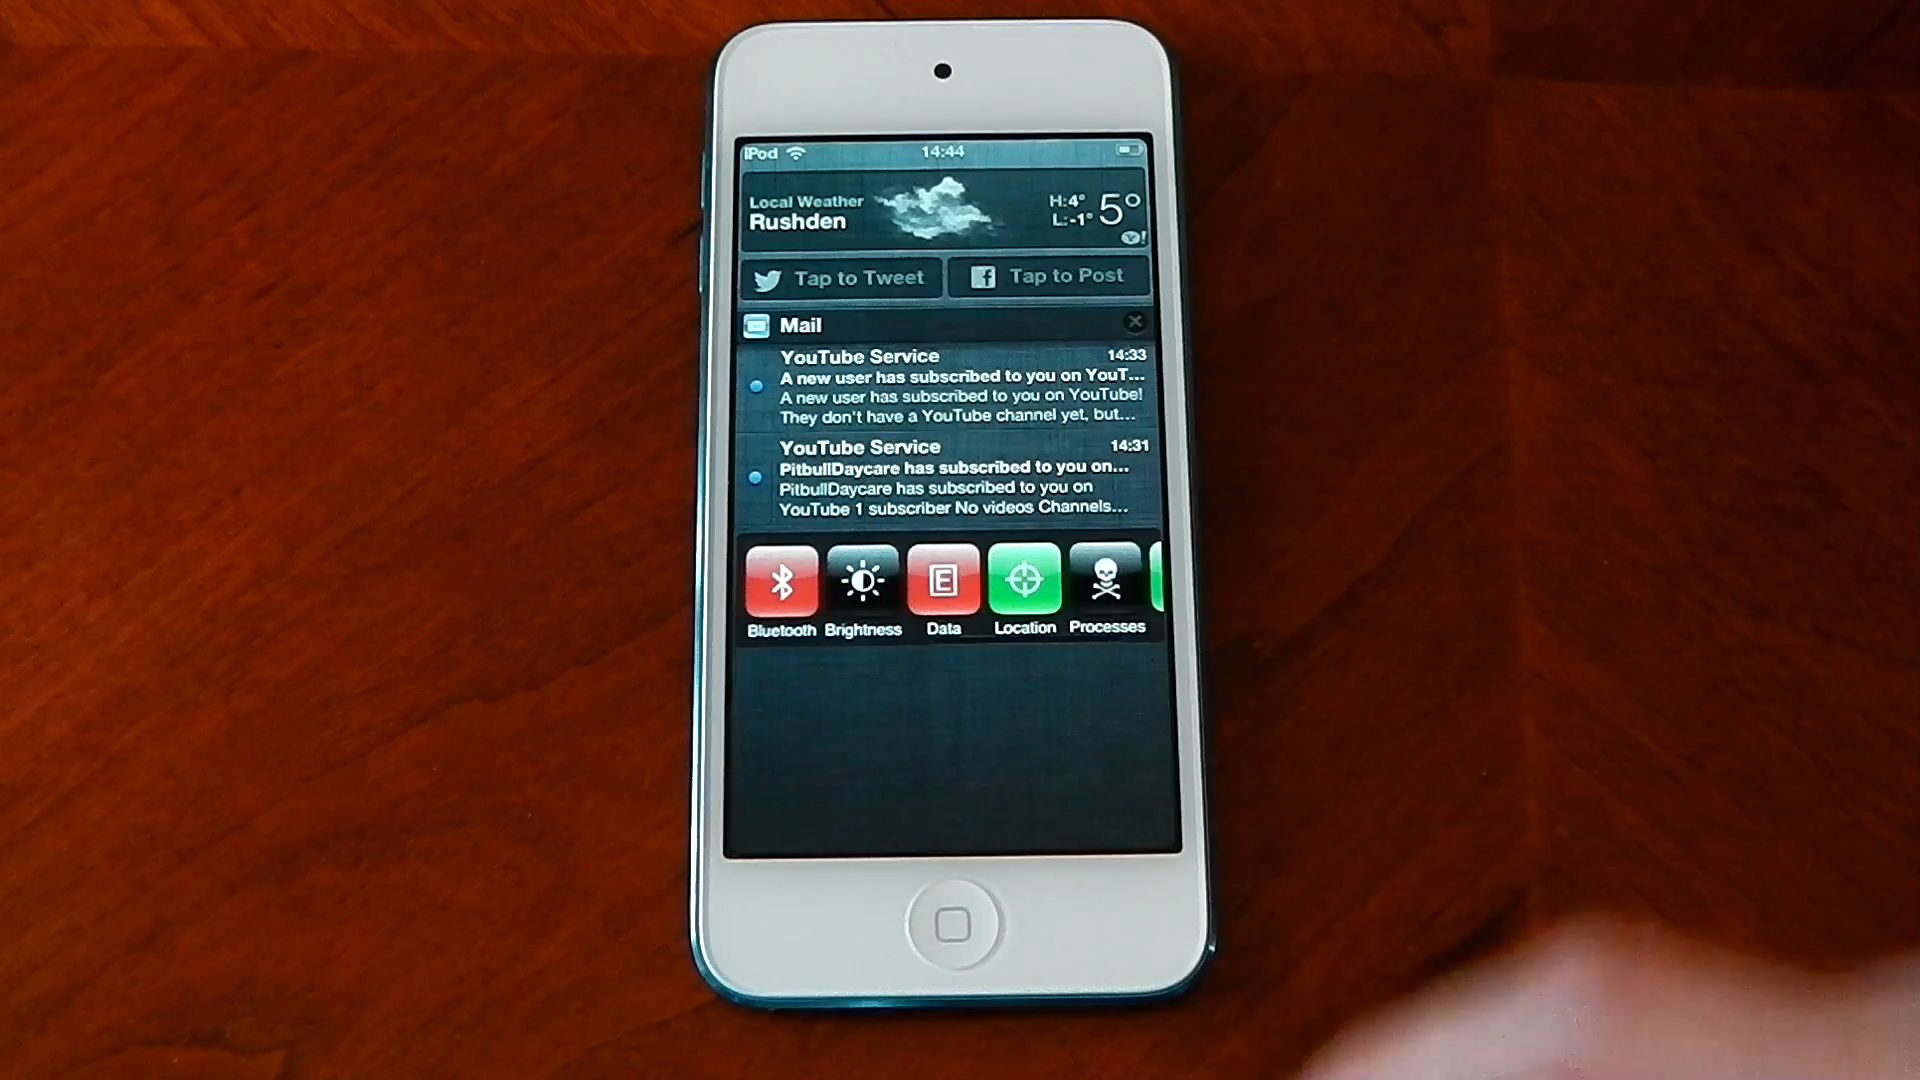 iPod 14:44
Local Weather
Rushden
H:4°
L:-1°
5°
Y!
Tap to Tweet
f Tap to Post
Mail
YouTube Service 14:33
A new user has subscribed to you on YouT...
A new user has subscribed to you on YouTube!
They don't have a YouTube channel yet, but...
YouTube Service 14:31
PitbullDaycare has subscribed to you on...
PitbullDaycare has subscribed to you on
YouTube 1 subscriber No videos Channels...
E
Bluetooth Brightness Data Location Processes